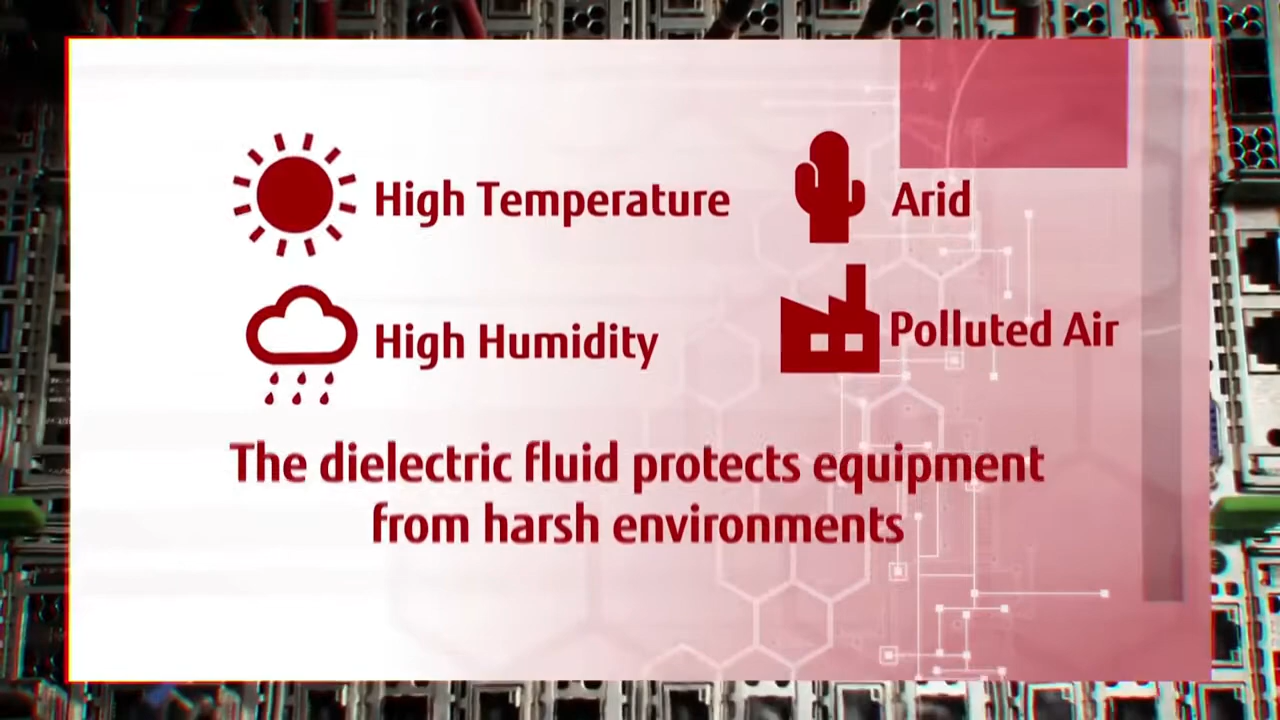 High Temperature
Arid
High Humidity
Polluted Air
The dielectric fluid protects equipment
from harsh environments